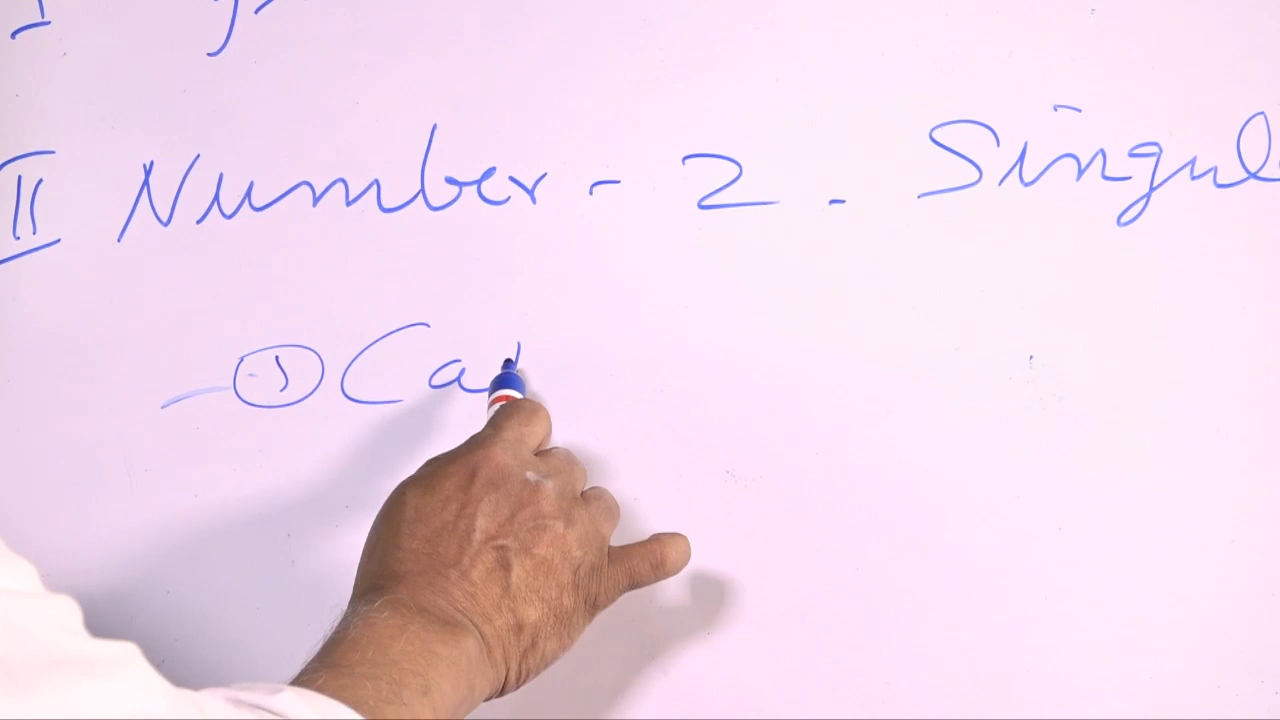 I
II Number - 2 . Singul
① Ca